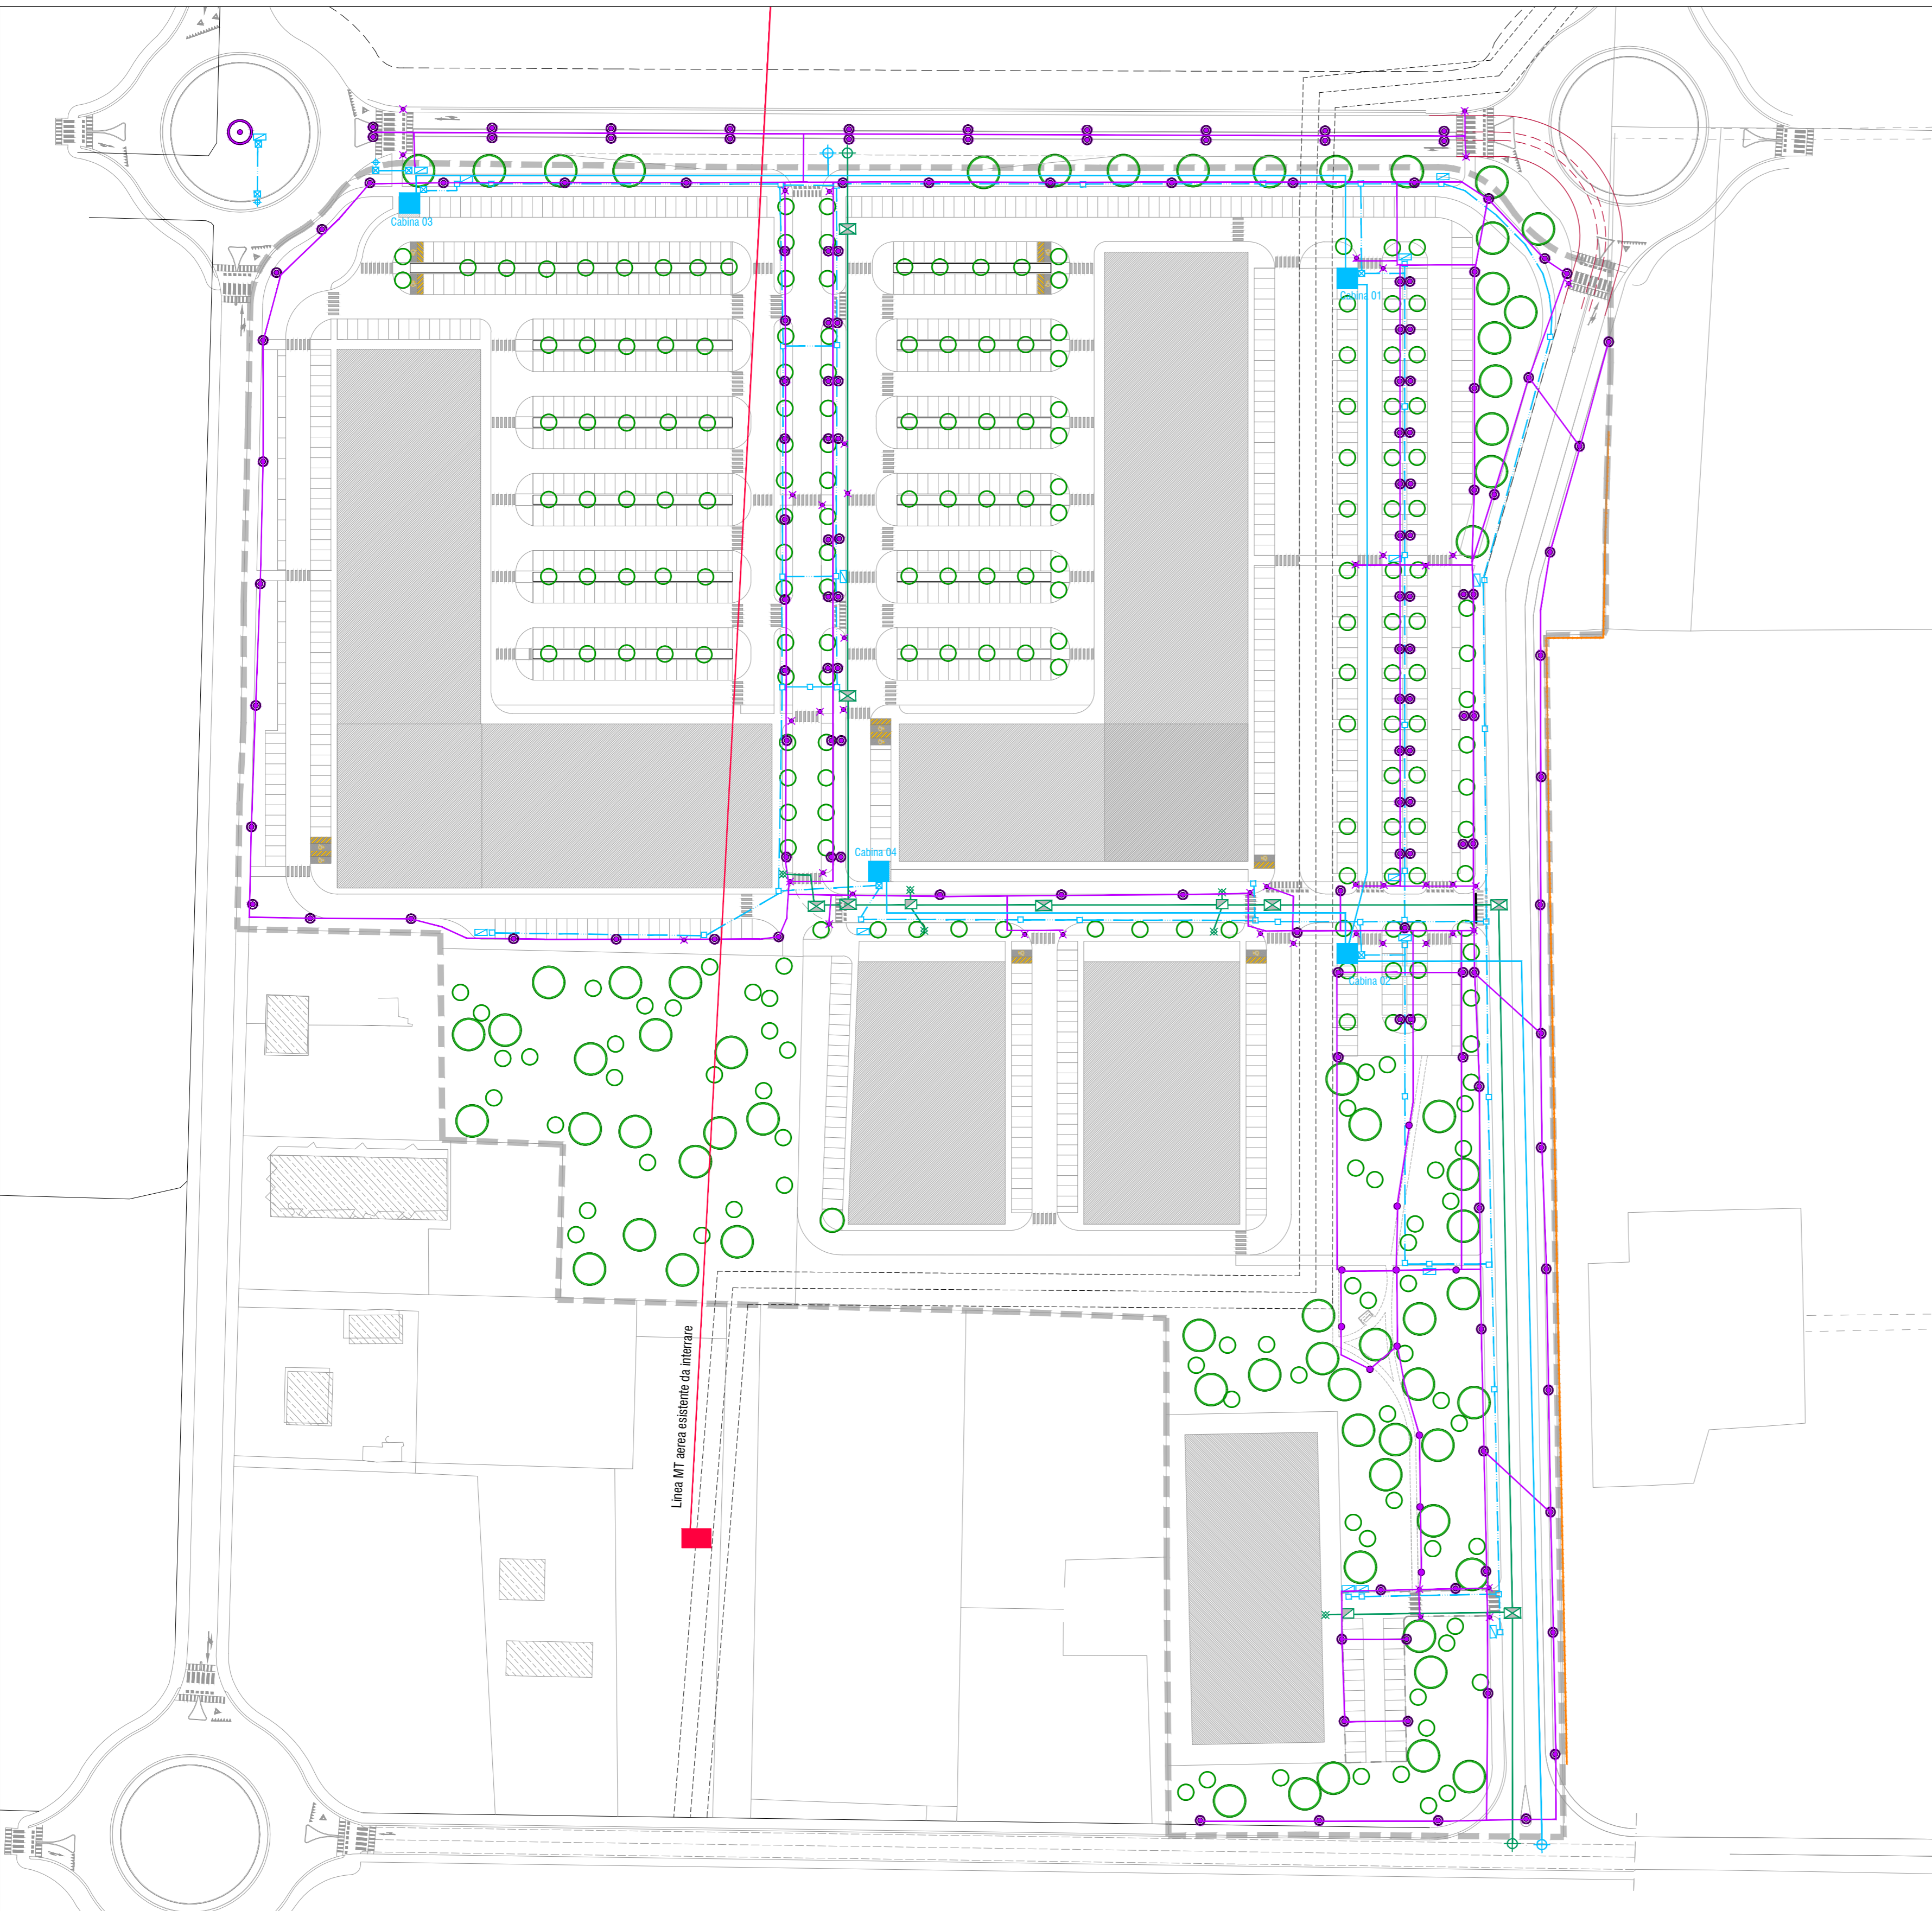 Cabina 03
Cabina 01
Cabina 04
Cabina 02
Linea MT aerea esistente da interrare